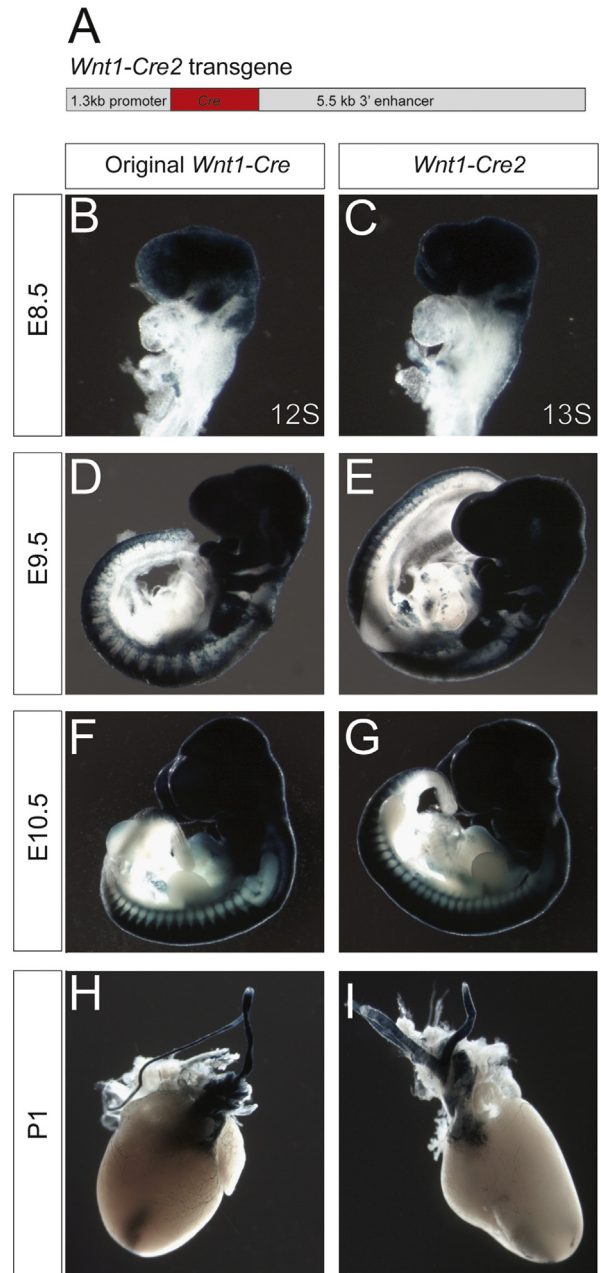 A
Wnt1-Cre2 transgene
1.3kb promoter Cre 5.5 kb 3' enhancer
Original Wnt1-Cre Wnt1-Cre2
E8.5
B
12S
C
13S
E9.5
D
E
E10.5
F
G
P1
H
I